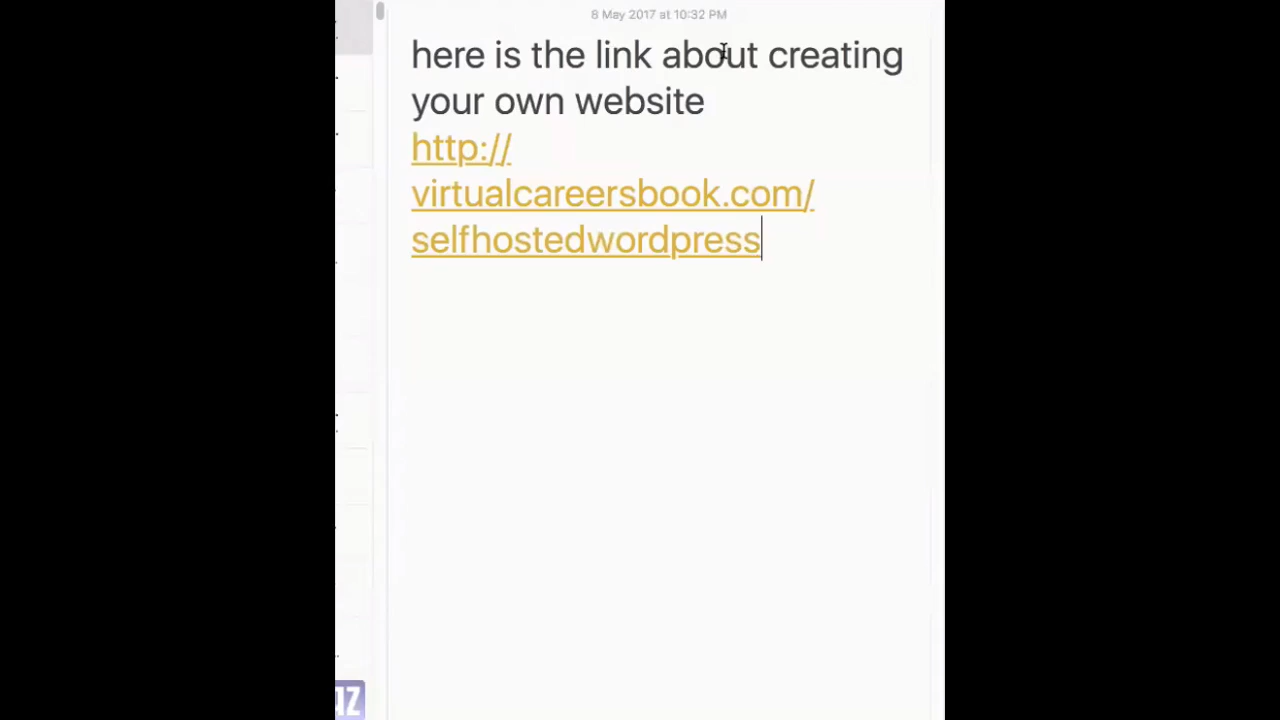 8 May 2017 at 10:32 PM
here is the link about creating
your own website
http://
virtualcareersbook.com/
selfhostedwordpress
az